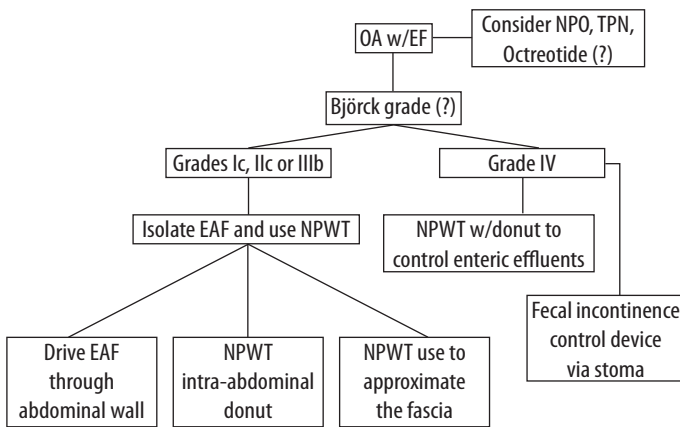 OA w/EF
Consider NPO, TPN,
Octreotide (?)
Björck grade (?)
Grades Ic, IIc or IIIb
Grade IV
Isolate EAF and use NPWT
NPWT w/donut to
control enteric effluents
Fecal incontinence
control device
via stoma
Drive EAF
through
abdominal wall
NPWT
intra-abdominal
donut
NPWT use to
approximate
the fascia